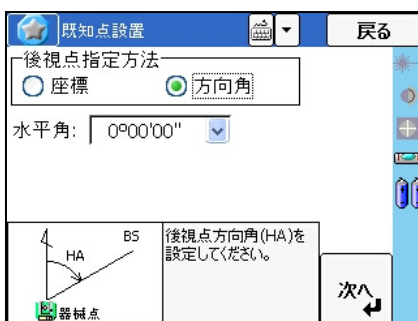 既知点設置
戻る
後視点指定方法
座標
方向角
水平角: 0°00'00"
BS
HA
器械点
後視点方向角(HA)を
設定してください。
次へ